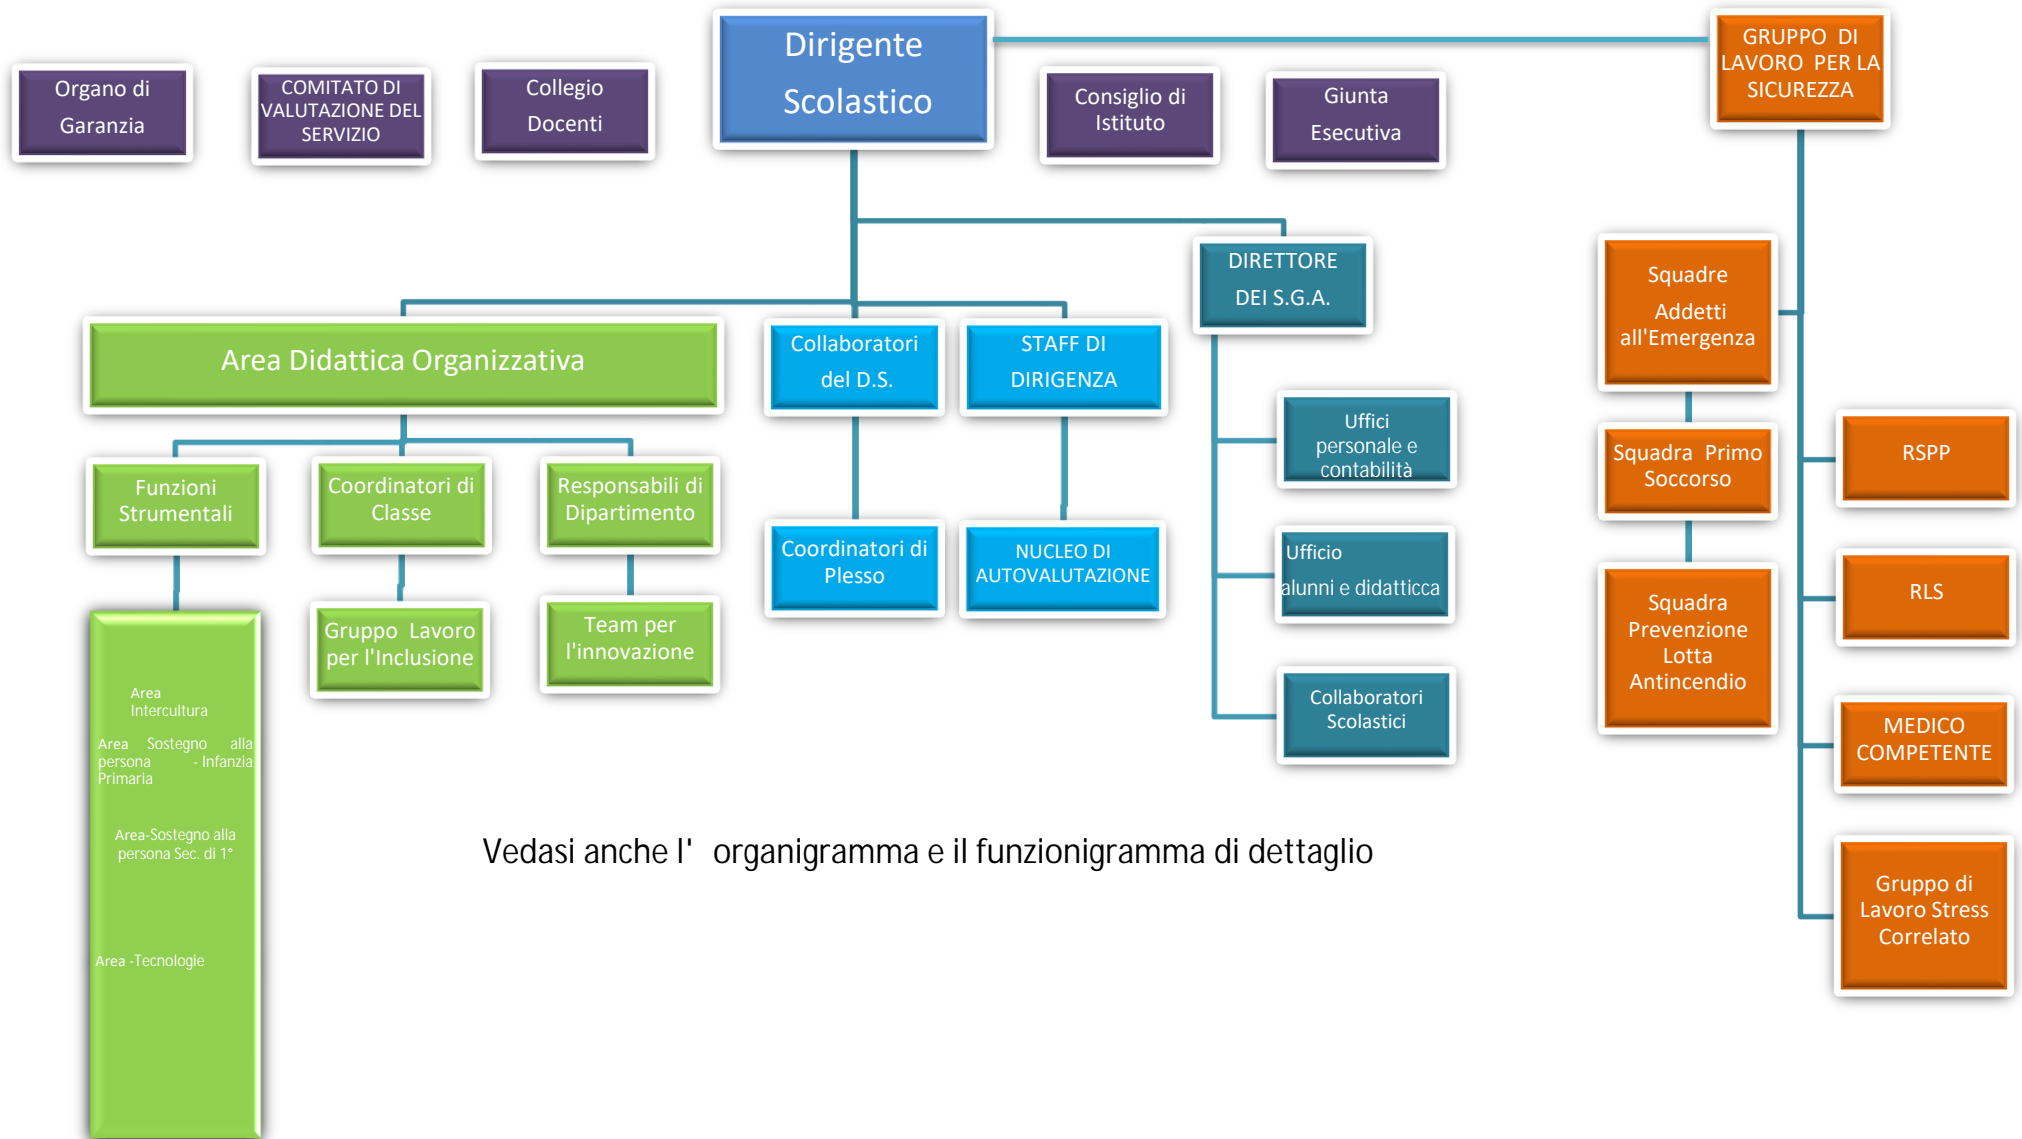 Dirigente
Scolastico
GRUPPO DI
LAVORO PER LA
SICUREZZA
Organo di
Garanzia
COMITATO DI
VALUTAZIONE DEL
SERVIZIO
Collegio
Docenti
Consiglio di
Istituto
Giunta
Esecutiva
DIRETTORE
DEI S.G.A.
Squadre
Addetti
all'Emergenza
Area Didattica Organizzativa
Collaboratori
del D.S.
STAFF DI
DIRIGENZA
Uffici
personale e
contabilità
Squadra Primo
Soccorso
RSPP
Funzioni
Strumentali
Coordinatori di
Classe
Responsabili di
Dipartimento
Coordinatori di
Plesso
NUCLEO DI
AUTOVALUTAZIONE
Ufficio
alunni e didatticca
Squadra
Prevenzione
Lotta
Antincendio
RLS
Gruppo Lavoro
per l'Inclusione
Team per
l'innovazione
Collaboratori
Scolastici
MEDICO
COMPETENTE
Area
Intercultura
Area Sostegno alla
persona - Infanzia
Primaria
Area-Sostegno alla
persona Sec. di 1°
Area -Tecnologie
Vedasi anche l' organigramma e il funzionigramma di dettaglio
Gruppo di
Lavoro Stress
Correlato